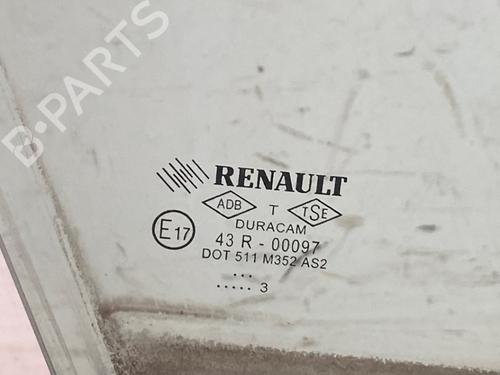 B-PARTS
RENAULT
ADB T TSE
DURACAM
E17 43 R - 00097
DOT 511 M352 AS2
...
..... 3